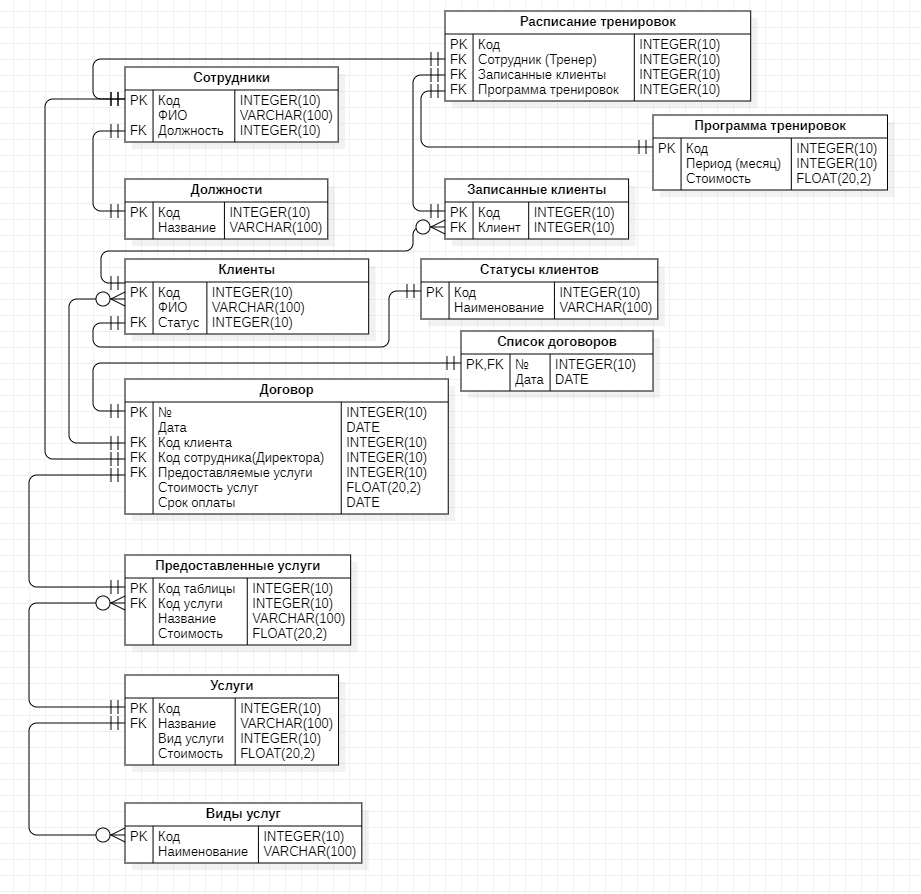 Расписание тренировок
PK Код INTEGER(10)
FK Сотрудник (Тренер) INTEGER(10)
FK Записанные клиенты INTEGER(10)
FK Программа тренировок INTEGER(10)
Сотрудники
PK Код INTEGER(10)
ФИО VARCHAR(100)
FK Должность INTEGER(10)
Программа тренировок
PK Код INTEGER(10)
Период (месяц) INTEGER(10)
Стоимость FLOAT(20,2)
Должности
PK Код INTEGER(10)
Название VARCHAR(100)
Записанные клиенты
PK Код INTEGER(10)
FK Клиент INTEGER(10)
Клиенты
PK Код INTEGER(10)
ФИО VARCHAR(100)
FK Статус INTEGER(10)
Статусы клиентов
PK Код INTEGER(10)
Наименование VARCHAR(100)
Список договоров
PK,FK № INTEGER(10)
Дата DATE
Договор
PK № INTEGER(10)
Дата DATE
FK Код клиента INTEGER(10)
FK Код сотрудника(Директора) INTEGER(10)
FK Предоставляемые услуги INTEGER(10)
Стоимость услуг FLOAT(20,2)
Срок оплаты DATE
Предоставленные услуги
PK Код таблицы INTEGER(10)
FK Код услуги INTEGER(10)
Название VARCHAR(100)
Стоимость FLOAT(20,2)
Услуги
PK Код INTEGER(10)
FK Название VARCHAR(100)
Вид услуги INTEGER(10)
Стоимость FLOAT(20,2)
Виды услуг
PK Код INTEGER(10)
Наименование VARCHAR(100)